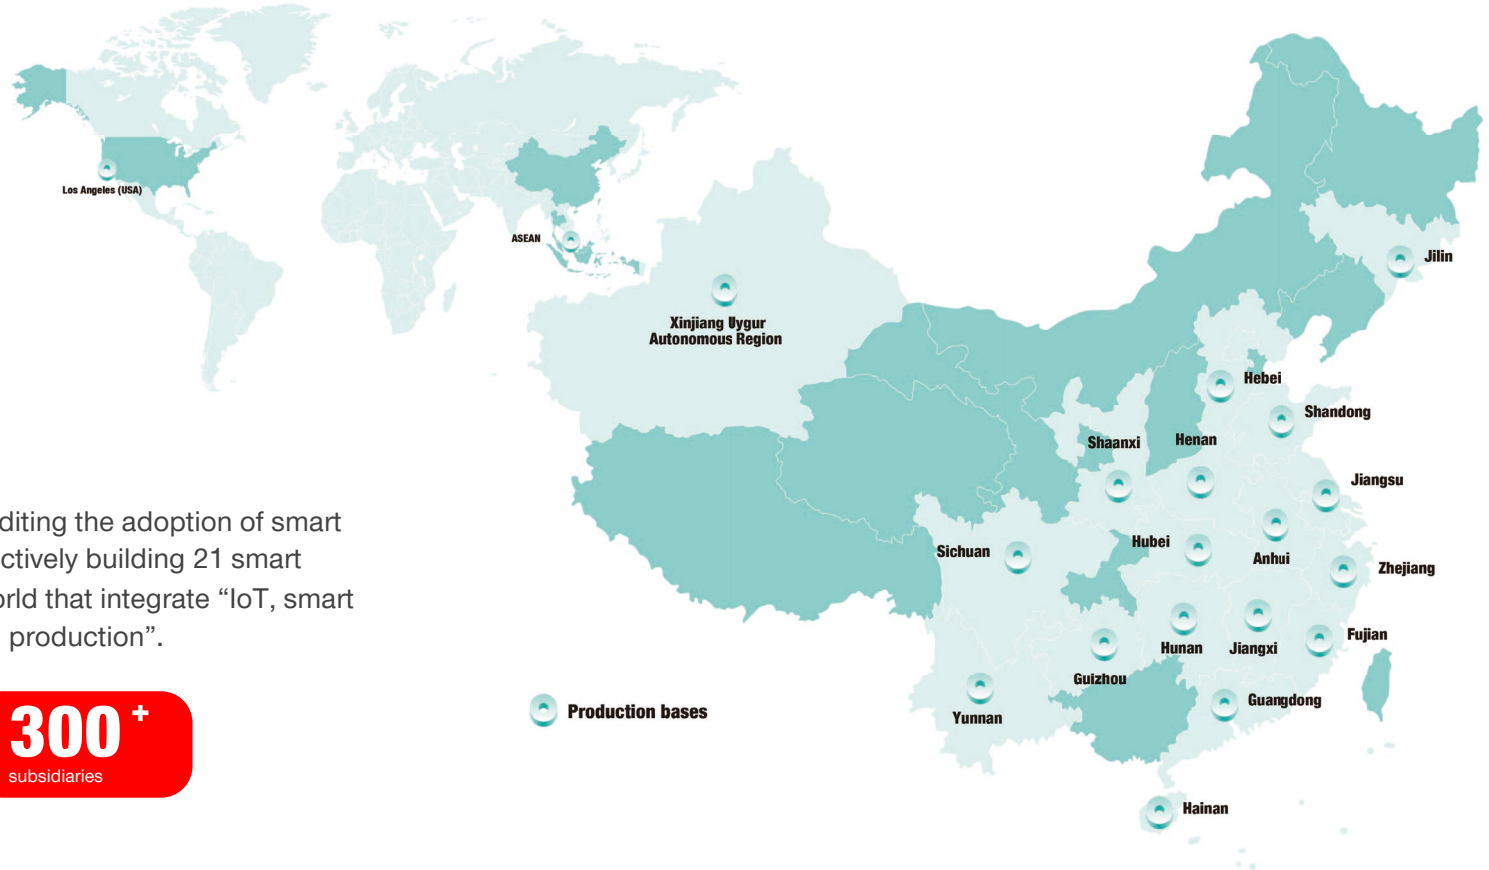 Los Angeles (USA)
ASEAN
Xinjiang Uygur
Autonomous Region
Jilin
Hebei
Shandong
Shaanxi
Henan
Jiangsu
Sichuan
Hubei
Anhui
Zhejiang
Hunan
Jiangxi
Fujian
Guizhou
Yunnan
Guangdong
Hainan
diting the adoption of smart
ctively building 21 smart
orld that integrate “IoT, smart
production”.
300+
subsidiaries
Production bases